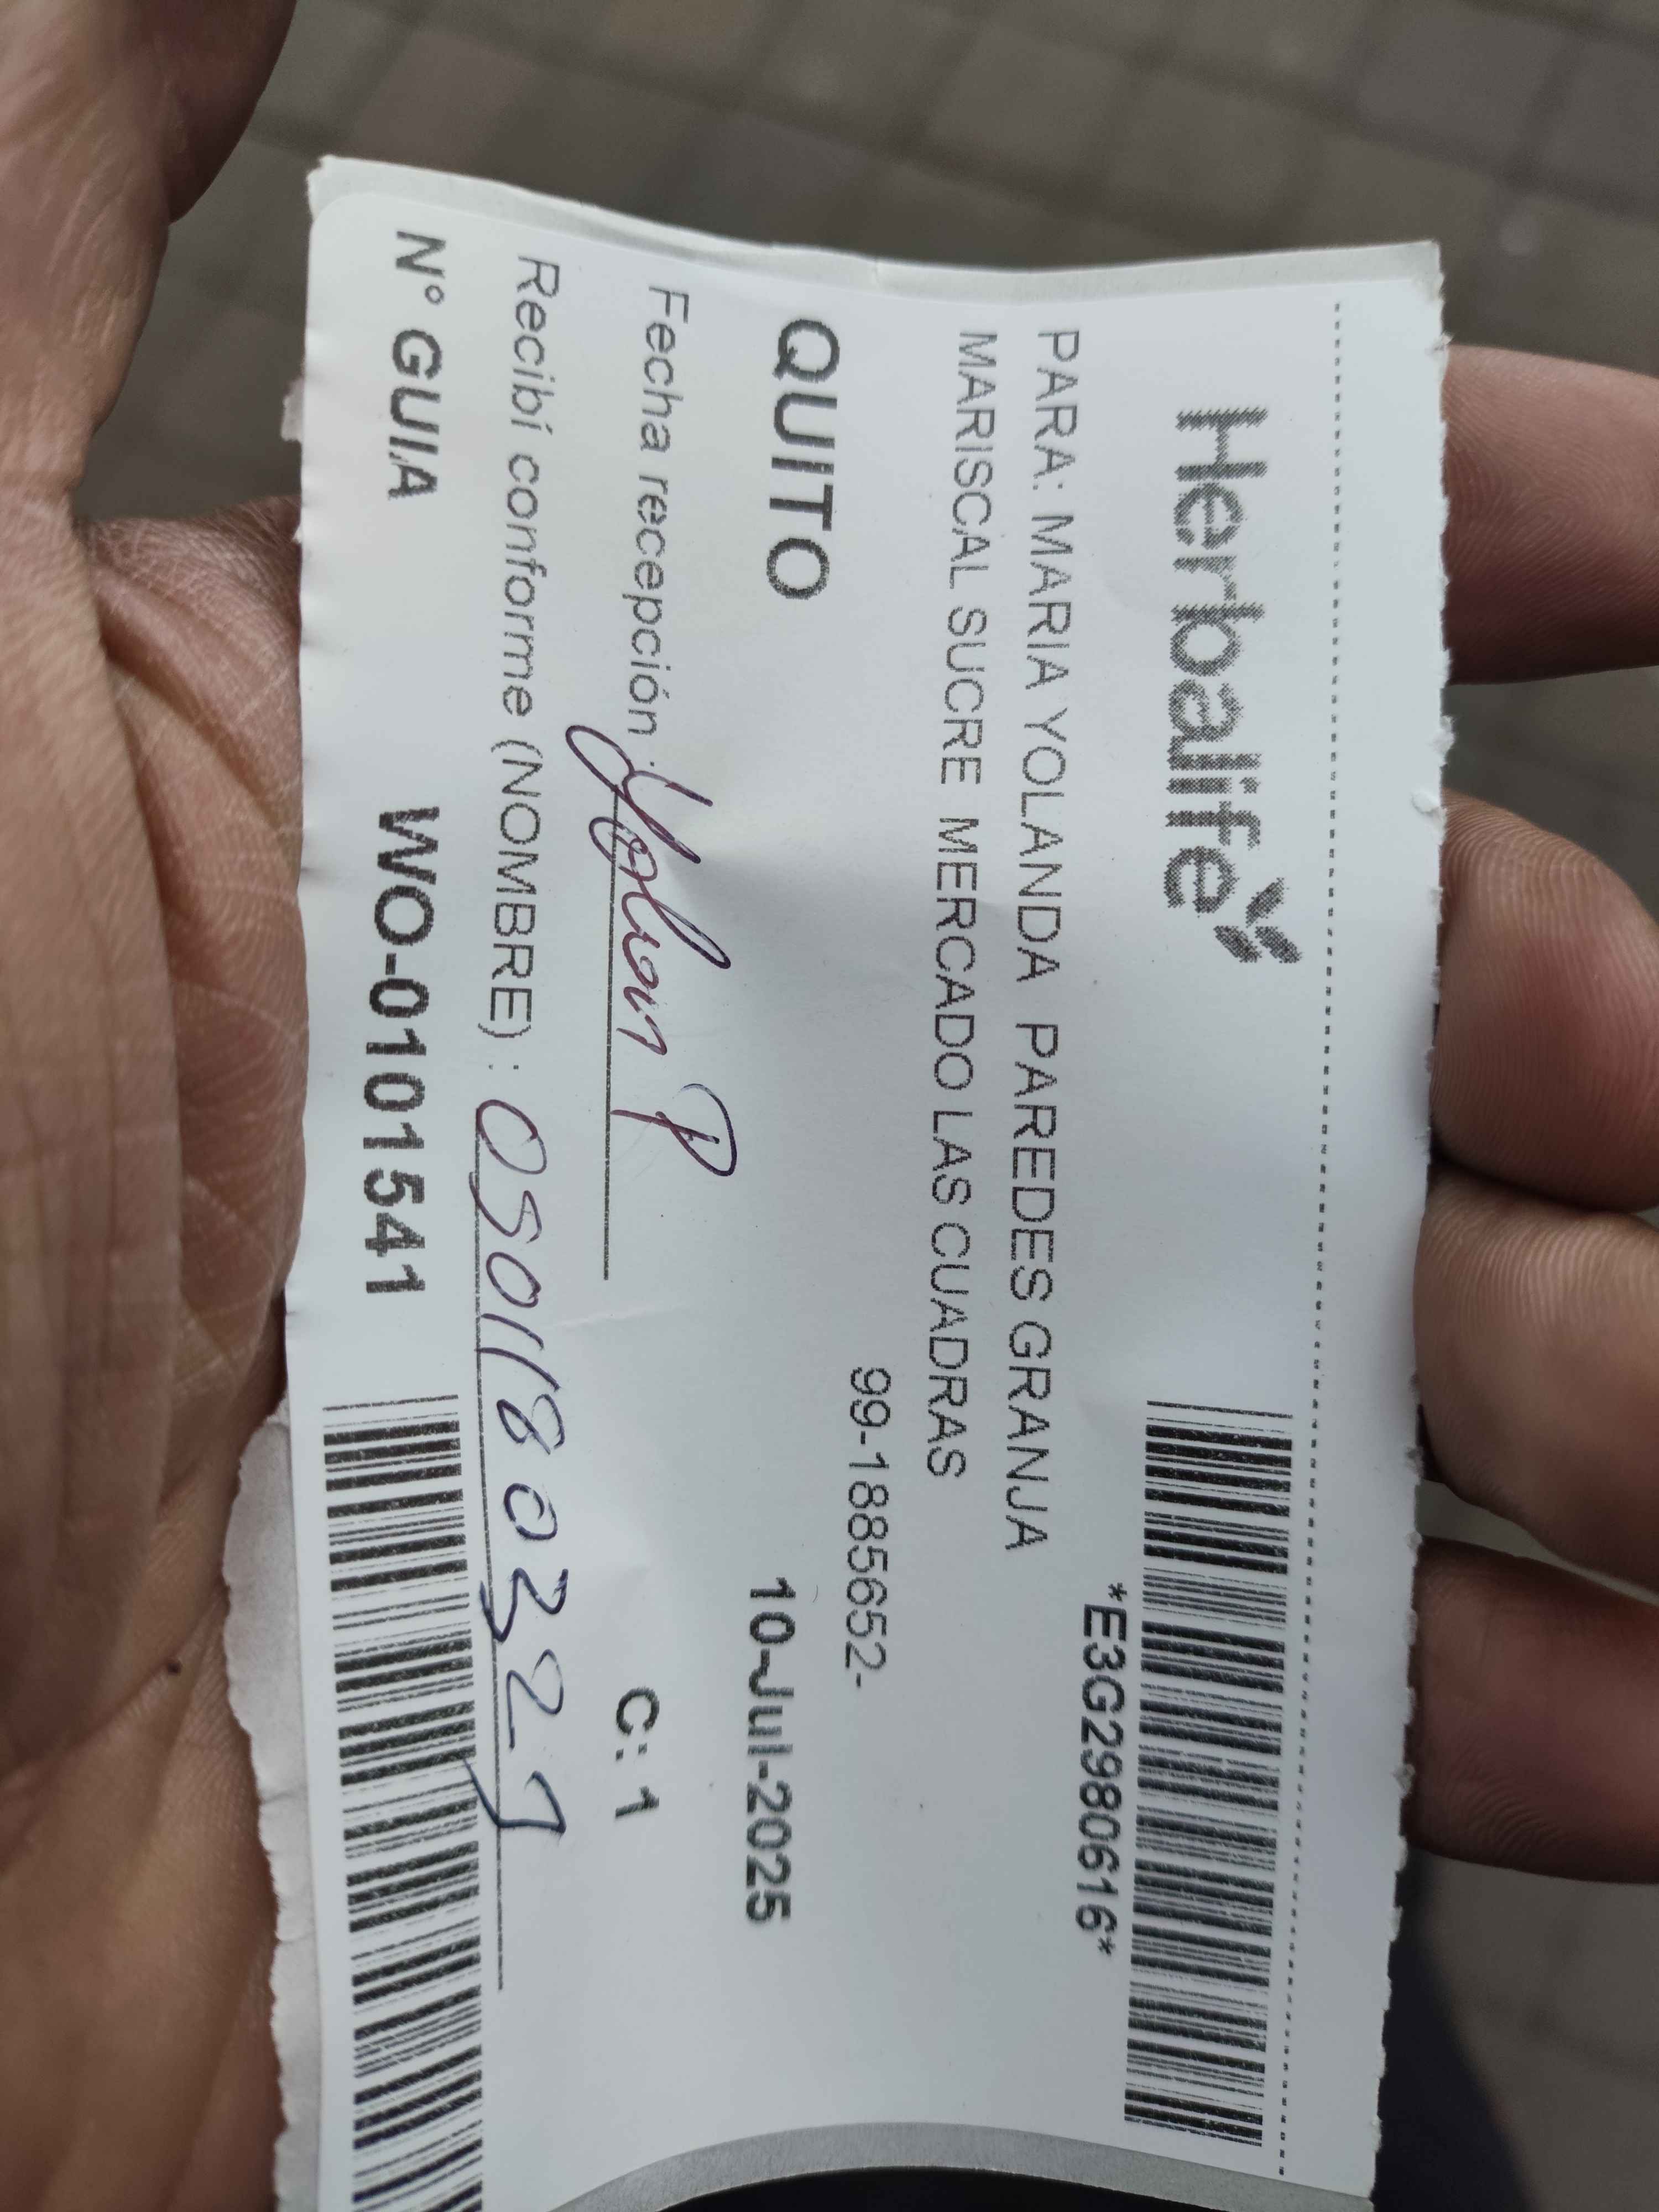 Herbalife
*E3G2980616*
PARA: MARIA YOLANDA PAREDES GRANJA
MARISCAL SUCRE MERCADO LAS CUADRAS
99-1885652-
QUITO 10-Jul-2025
Fecha recepción : P
C: 1
Recibí conforme (NOMBRE) :
N° GUIA WO-0101541